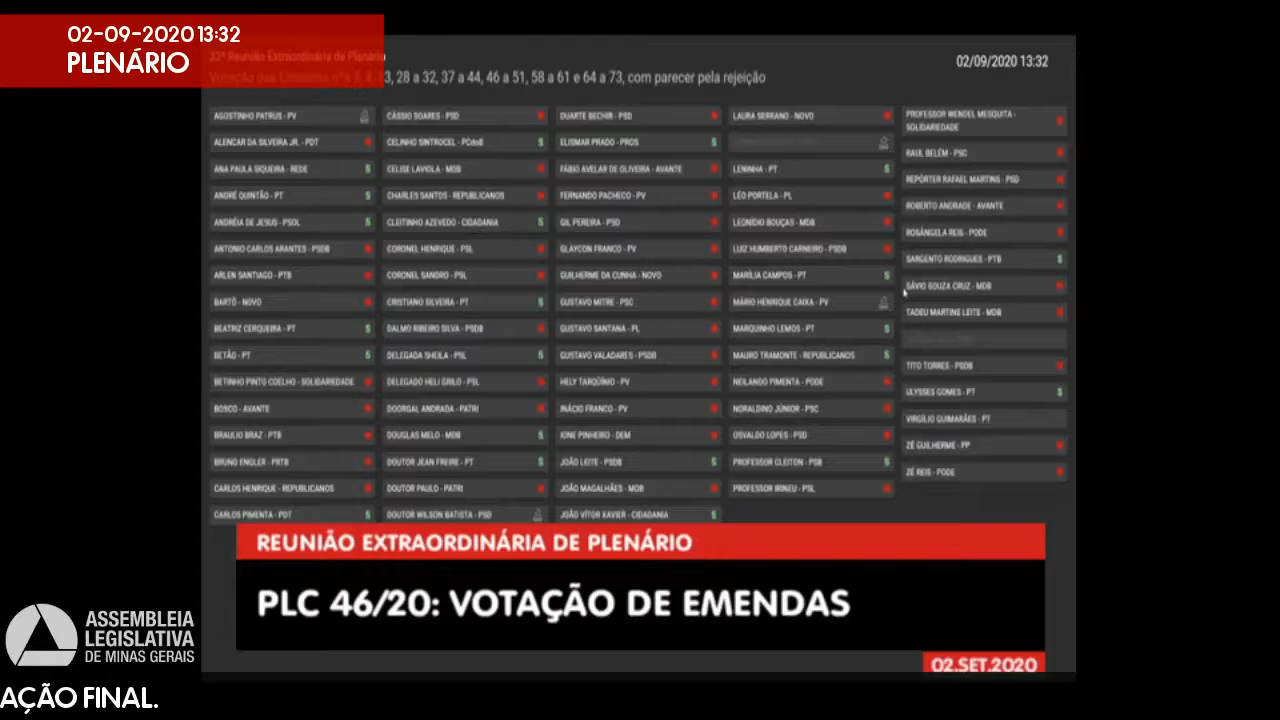 02-09-2020 13:32
PLENÁRIO
33ª Reunião Extraordinária de Plenário
3, 28 a 32, 37 a 44, 46 a 51, 58 a 61 e 64 a 73, com parecer pela rejeição
02/09/2020 13:32
AGOSTINHO PATRUS - PV
ALENCAR DA SILVEIRA JR. - PDT
ANA PAULA SIQUEIRA - REDE S
ANDRÉ QUINTÃO - PT S
ANDRÉIA DE JESUS - PSOL S
ANTONIO CARLOS ARANTES - PSDB
ARLEN SANTIAGO - PTB
BARTÔ - NOVO
BEATRIZ CERQUEIRA - PT S
BETÃO - PT S
BETINHO PINTO COELHO - SOLIDARIEDADE
BOSCO - AVANTE
BRAULIO BRAZ - PTB
BRUNO ENGLER - PRTB
CARLOS HENRIQUE - REPUBLICANOS
CARLOS PIMENTA - PDT S
CÁSSIO SOARES - PSD
CELINHO SINTROCEL - PCdoB S
CELISE LAVIOLA - MDB
CHARLES SANTOS - REPUBLICANOS
CLEITINHO AZEVEDO - CIDADANIA S
CORONEL HENRIQUE - PSL
CORONEL SANDRO - PSL
CRISTIANO SILVEIRA - PT S
DALMO RIBEIRO SILVA - PSDB
DELEGADA SHEILA - PSL S
DELEGADO HELI GRILO - PSL
DOORGAL ANDRADA - PATRI
DOUGLAS MELO - MDB S
DOUTOR JEAN FREIRE - PT S
DOUTOR PAULO - PATRI
DOUTOR WILSON BATISTA - PSD
DUARTE BECHIR - PSD
ELISMAR PRADO - PROS S
FÁBIO AVELAR DE OLIVEIRA - AVANTE
FERNANDO PACHECO - PV
GIL PEREIRA - PSD
GLAYCON FRANCO - PV
GUILHERME DA CUNHA - NOVO
GUSTAVO MITRE - PSC
GUSTAVO SANTANA - PL
GUSTAVO VALADARES - PSDB
HELY TARQÜÍNIO - PV
INÁCIO FRANCO - PV
IONE PINHEIRO - DEM
JOÃO LEITE - PSDB S
JOÃO MAGALHÃES - MDB
JOÃO VÍTOR XAVIER - CIDADANIA S
LAURA SERRANO - NOVO
LENINHA - PT S
LÉO PORTELA - PL
LEONÍDIO BOUÇAS - MDB
LUIZ HUMBERTO CARNEIRO - PSDB
MARÍLIA CAMPOS - PT S
MÁRIO HENRIQUE CAIXA - PV
MARQUINHO LEMOS - PT S
MAURO TRAMONTE - REPUBLICANOS S
NEILANDO PIMENTA - PODE
NORALDINO JÚNIOR - PSC
OSVALDO LOPES - PSD
PROFESSOR CLEITON - PSB S
PROFESSOR IRINEU - PSL
PROFESSOR WENDEL MESQUITA -
SOLIDARIEDADE
RAUL BELÉM - PSC
REPÓRTER RAFAEL MARTINS - PSD
ROBERTO ANDRADE - AVANTE
ROSÂNGELA REIS - PODE
SARGENTO RODRIGUES - PTB S
SÁVIO SOUZA CRUZ - MDB
TADEU MARTINS LEITE - MDB
TITO TORRES - PSDB
ULYSSES GOMES - PT S
VIRGÍLIO GUIMARÃES - PT
ZÉ GUILHERME - PP
ZÉ REIS - PODE
REUNIÃO EXTRAORDINÁRIA DE PLENÁRIO
PLC 46/20: VOTAÇÃO DE EMENDAS
02.SET.2020
ASSEMBLEIA
LEGISLATIVA
DE MINAS GERAIS
AÇÃO FINAL.